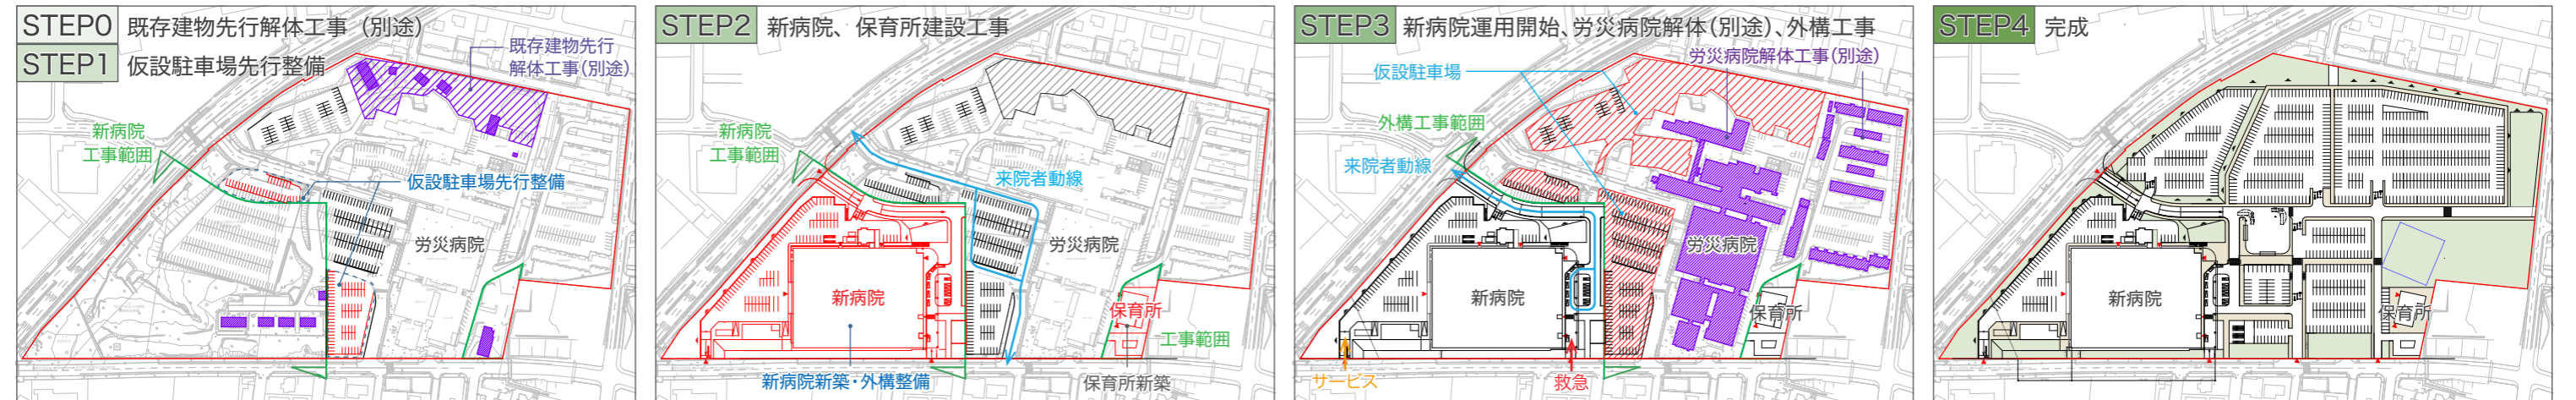 STEP0 既存建物先行解体工事（別途）
STEP1 仮設駐車場先行整備
既存建物先行
解体工事（別途）
新病院
工事範囲
仮設駐車場先行整備
労災病院
STEP2 新病院、保育所建設工事
新病院
工事範囲
来院者動線
労災病院
新病院
保育所
工事範囲
新病院新築・外構整備
保育所新築
STEP3 新病院運用開始、労災病院解体（別途）、外構工事
仮設駐車場
労災病院解体工事（別途）
外構工事範囲
来院者動線
労災病院
新病院
保育所
サービス
救急
STEP4 完成
新病院
保育所